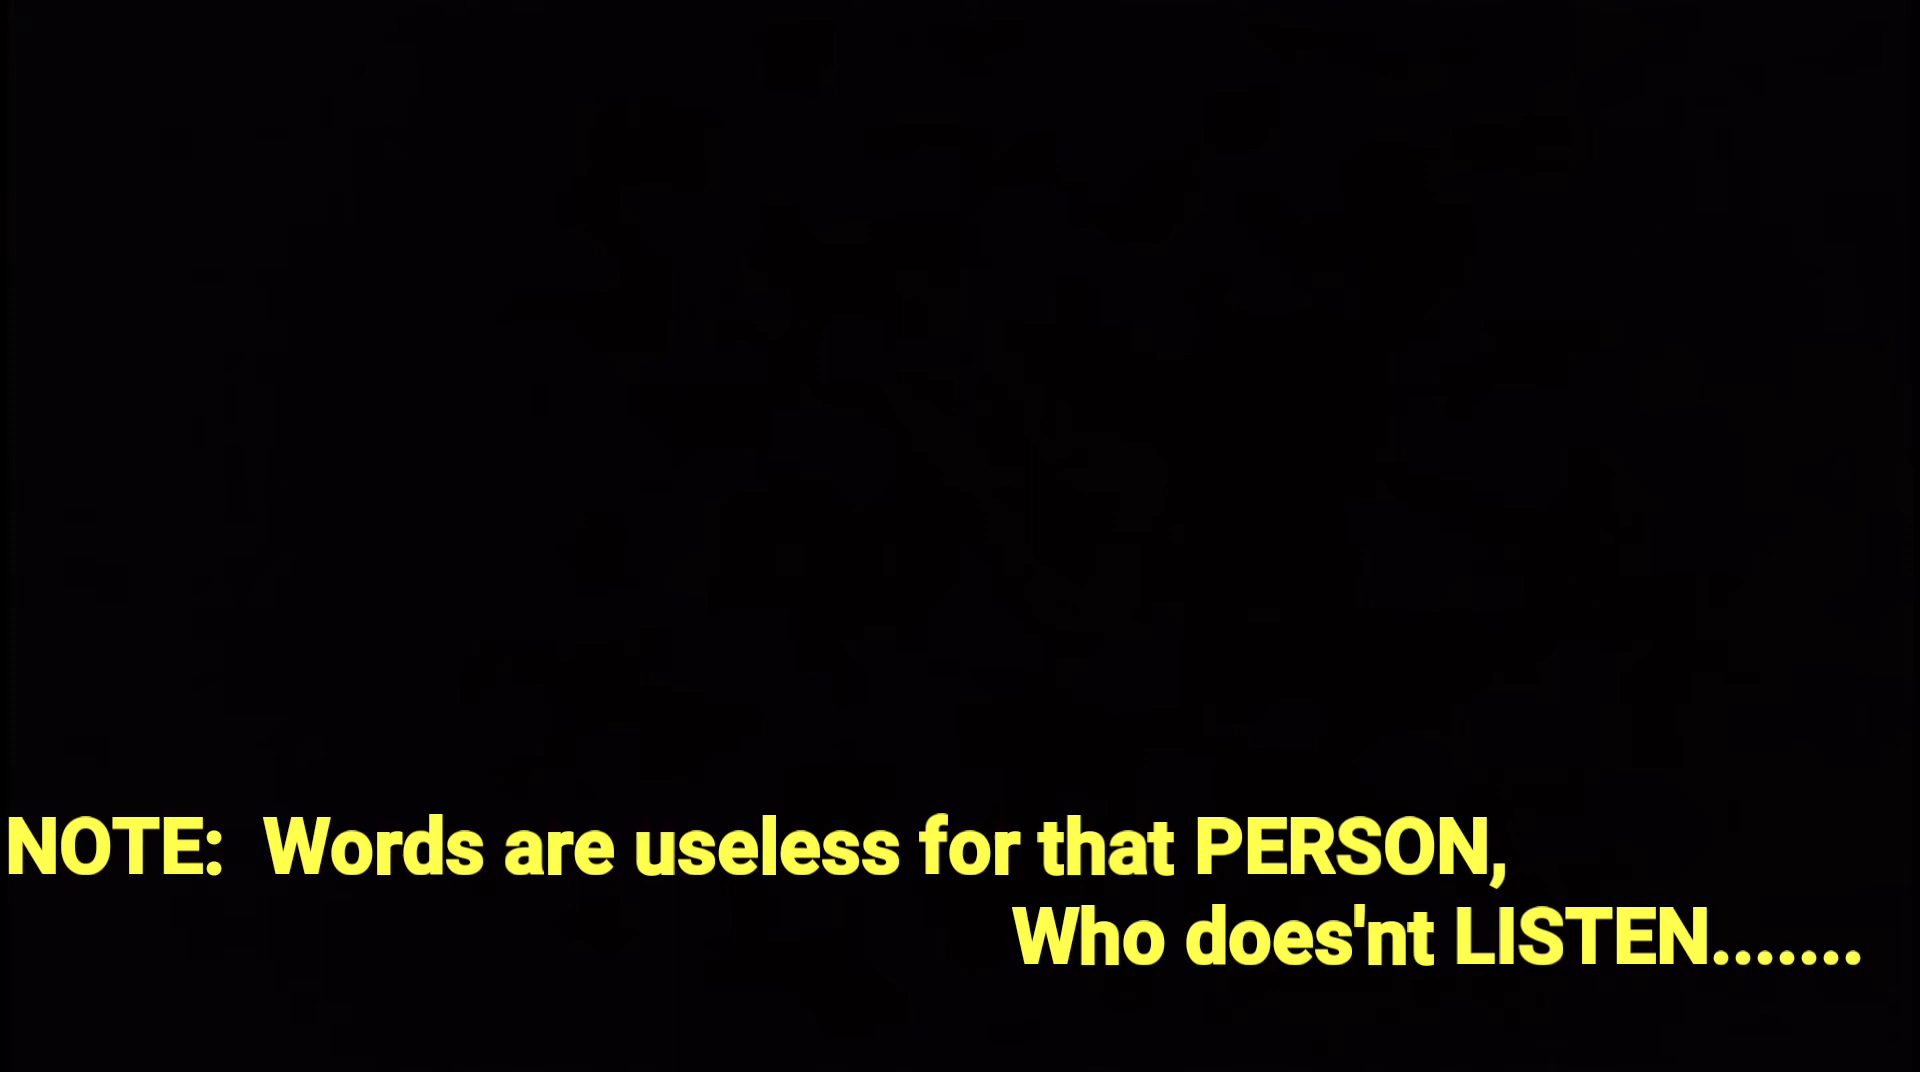 NOTE:  Words are useless for that PERSON,
Who does'nt LISTEN.......